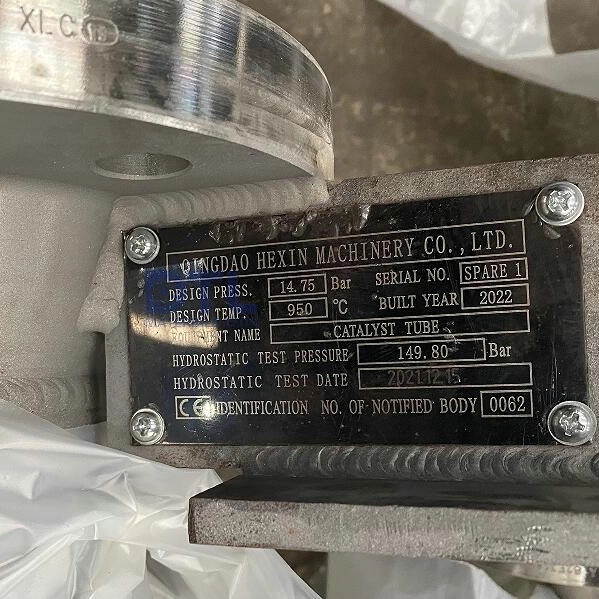 XLC 15
QINGDAO HEXIN MACHINERY CO., LTD.
DESIGN PRESS. 14.75 Bar SERIAL NO. SPARE 1
DESIGN TEMP. 950 ℃ BUILT YEAR 2022
EQUIPMENT NAME CATALYST TUBE
HYDROSTATIC TEST PRESSURE 149.80 Bar
HYDROSTATIC TEST DATE 2021.12.15
CE IDENTIFICATION NO. OF NOTIFIED BODY 0062